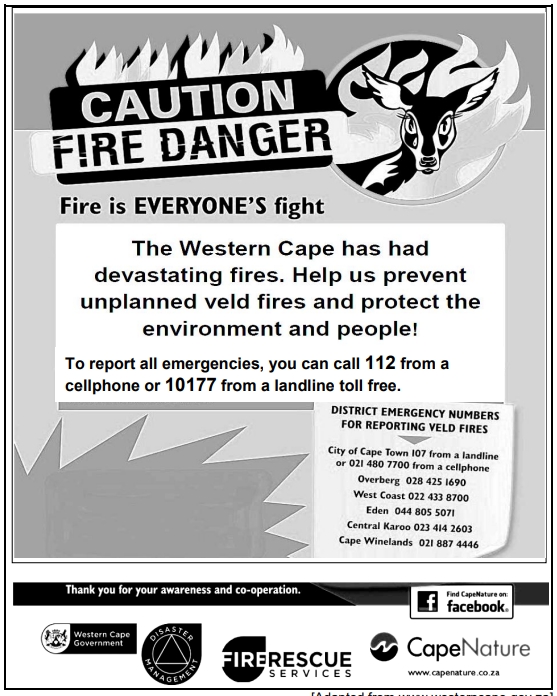 CAUTION
FIRE DANGER
Fire is EVERYONE'S fight
The Western Cape has had
devastating fires. Help us prevent
unplanned veld fires and protect the
environment and people!
To report all emergencies, you can call 112 from a
cellphone or 10177 from a landline toll free.
DISTRICT EMERGENCY NUMBERS
FOR REPORTING VELD FIRES
City of Cape Town 107 from a landline
or 021 480 7700 from a cellphone
Overberg 028 425 1690
West Coast 022 433 8700
Eden 044 805 5071
Central Karoo 023 414 2603
Cape Winelands 021 887 4446
Thank you for your awareness and co-operation.
Find CapeNature on:
facebook.
Western Cape
Government
DISASTER
MANAGEMENT
FIRERESCUE
SERVICES
CapeNature
www.capenature.co.za
[Adapted from www.westerncape.gov.za]